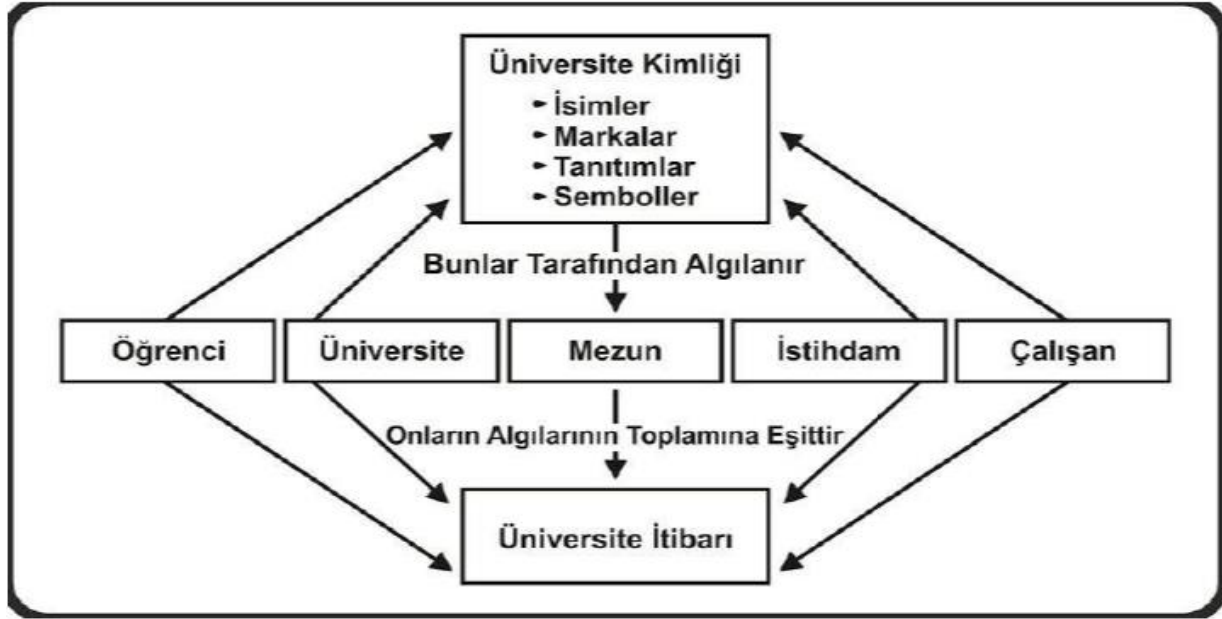 Üniversite Kimliği
➨ İsimler
➨ Markalar
➨ Tanıtımlar
➨ Semboller
Bunlar Tarafından Algılanır
Öğrenci
Üniversite
Mezun
İstihdam
Çalışan
Onların Algılarının Toplamına Eşittir
Üniversite İtibarı